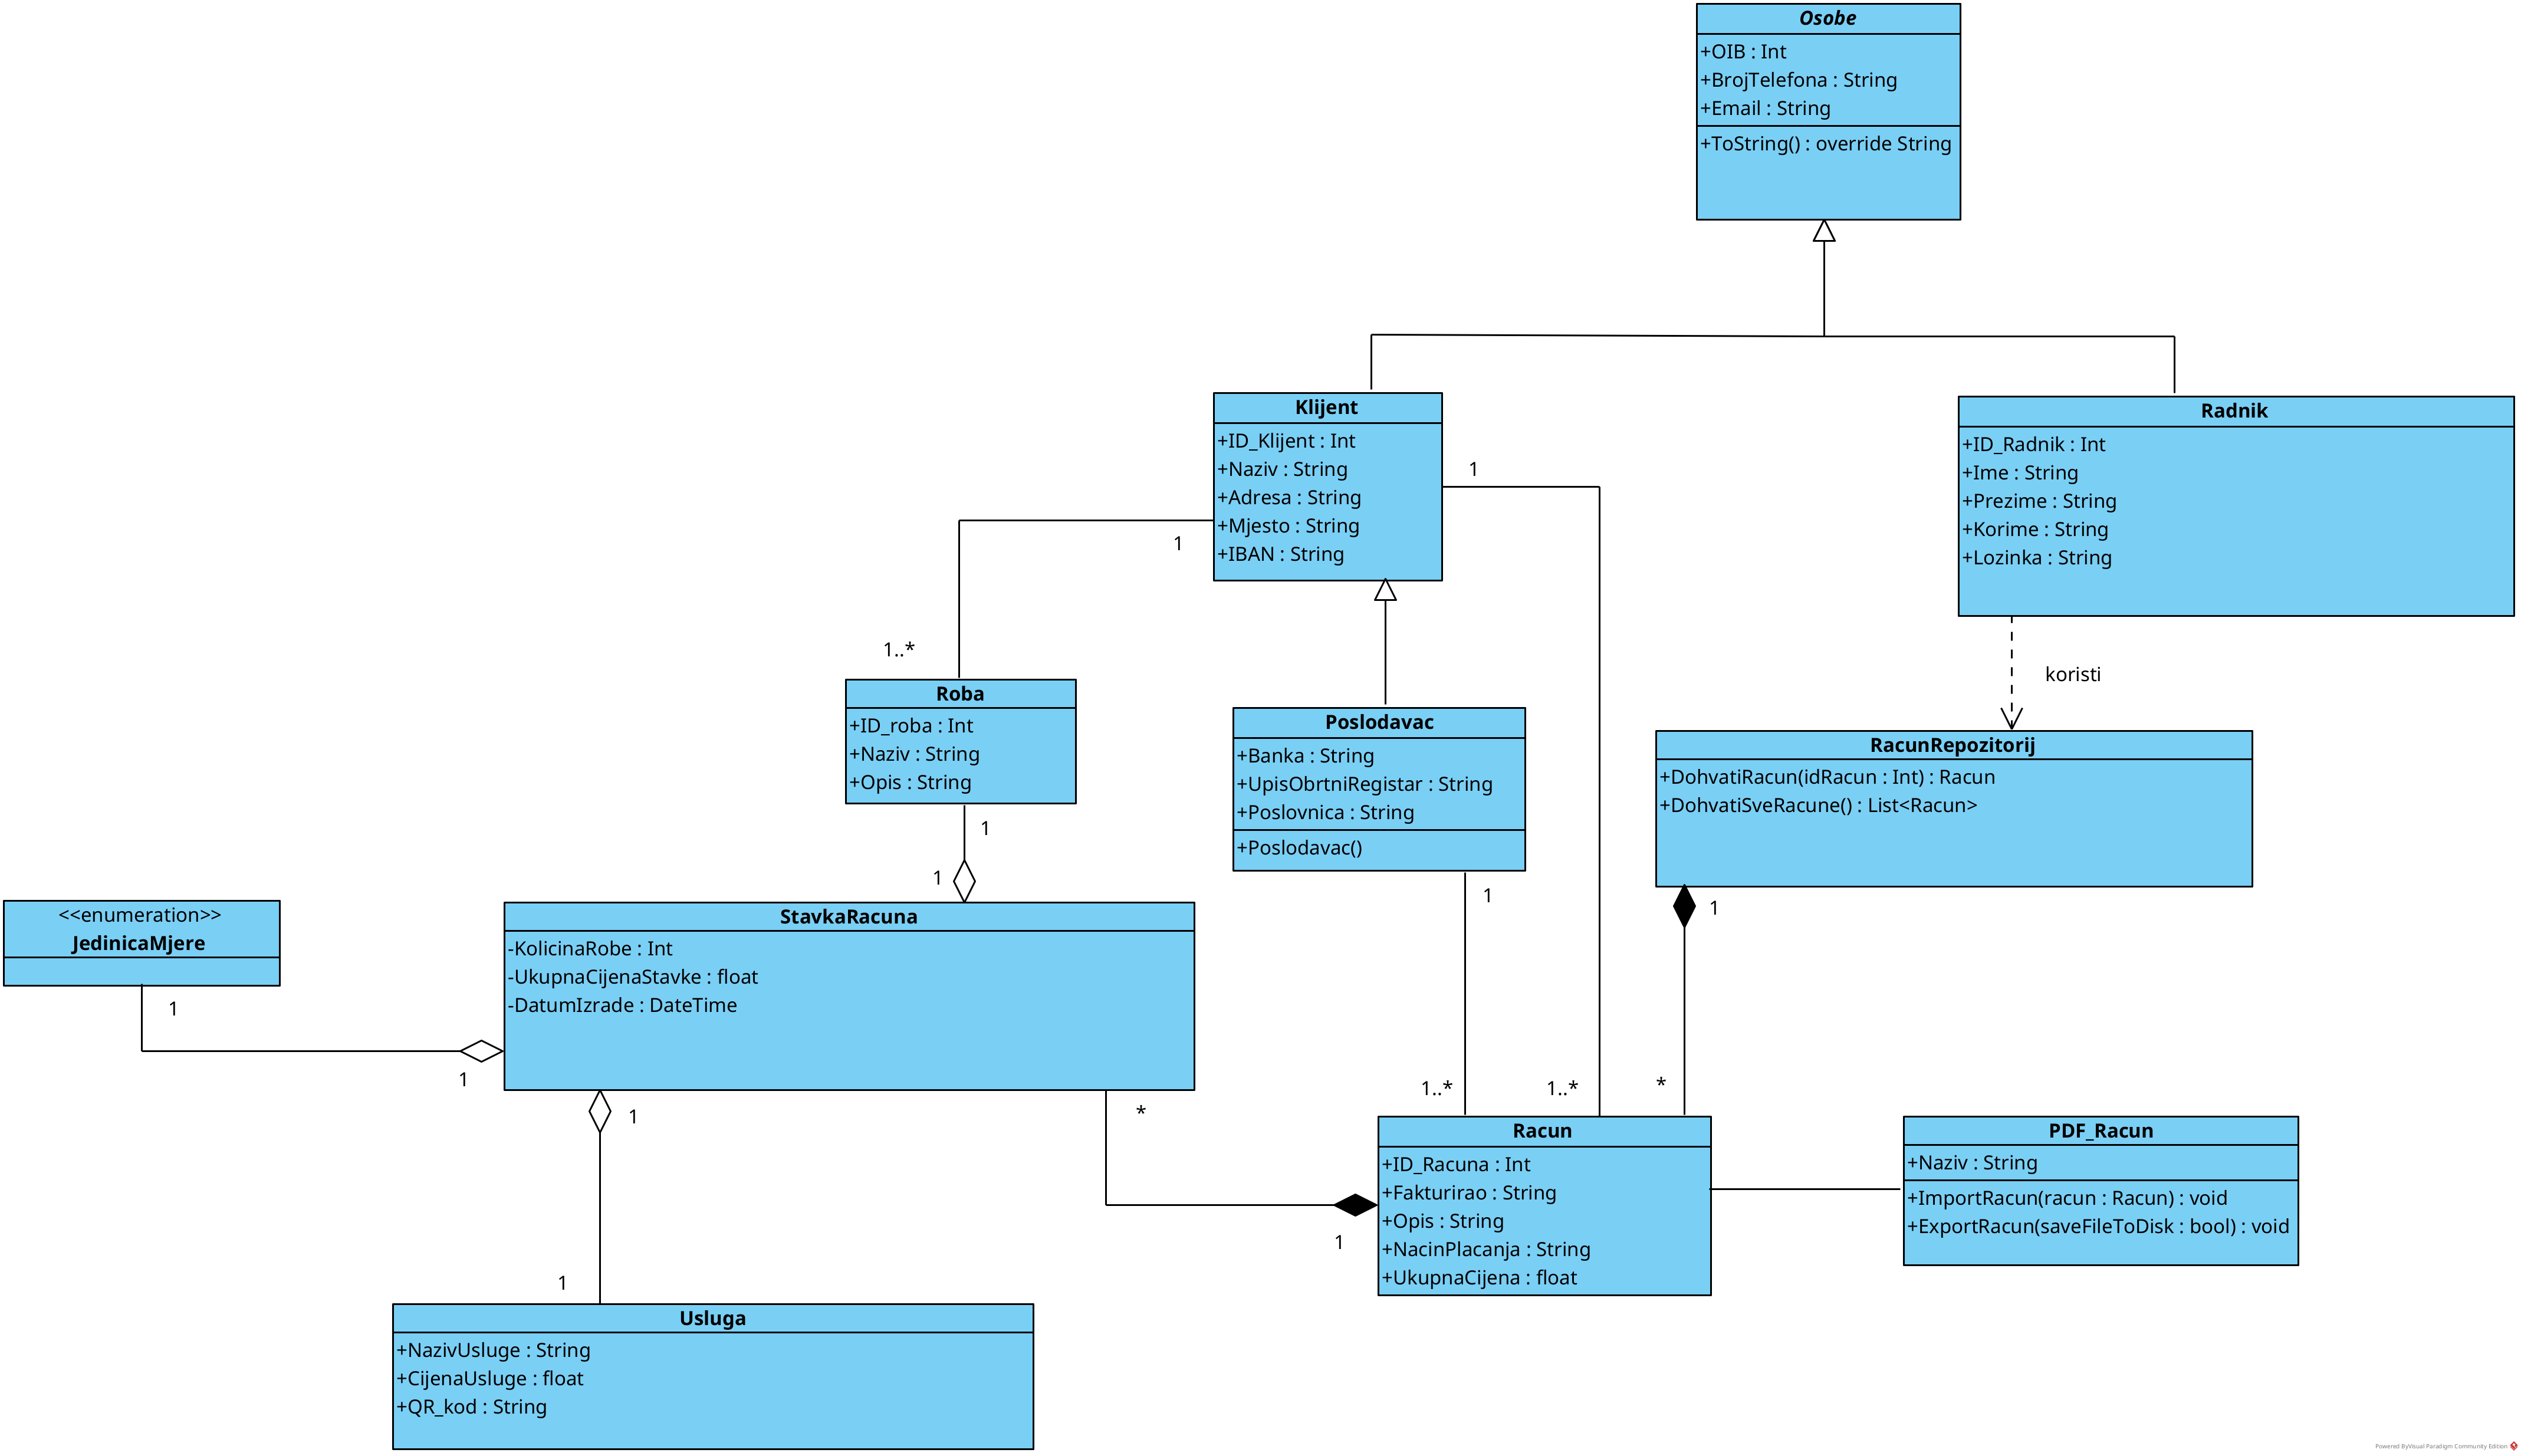 Osobe
+OIB : Int
+BrojTelefona : String
+Email : String
+ToString() : override String
Klijent
+ID_Klijent : Int
+Naziv : String
+Adresa : String
+Mjesto : String
+IBAN : String
1
1
1..*
Radnik
+ID_Radnik : Int
+Ime : String
+Prezime : String
+Korime : String
+Lozinka : String
koristi
Roba
+ID_roba : Int
+Naziv : String
+Opis : String
1
1
Poslodavac
+Banka : String
+UpisObrtniRegistar : String
+Poslovnica : String
+Poslodavac()
1
RacunRepozitorij
+DohvatiRacun(idRacun : Int) : Racun
+DohvatiSveRacune() : List<Racun>
1
<<enumeration>>
JedinicaMjere
1
1
StavkaRacuna
-KolicinaRobe : Int
-UkupnaCijenaStavke : float
-DatumIzrade : DateTime
1
*
1..*
1..*
*
1
1
Racun
+ID_Racuna : Int
+Fakturirao : String
+Opis : String
+NacinPlacanja : String
+UkupnaCijena : float
PDF_Racun
+Naziv : String
+ImportRacun(racun : Racun) : void
+ExportRacun(saveFileToDisk : bool) : void
Usluga
+NazivUsluge : String
+CijenaUsluge : float
+QR_kod : String
Powered ByVisual Paradigm Community Edition